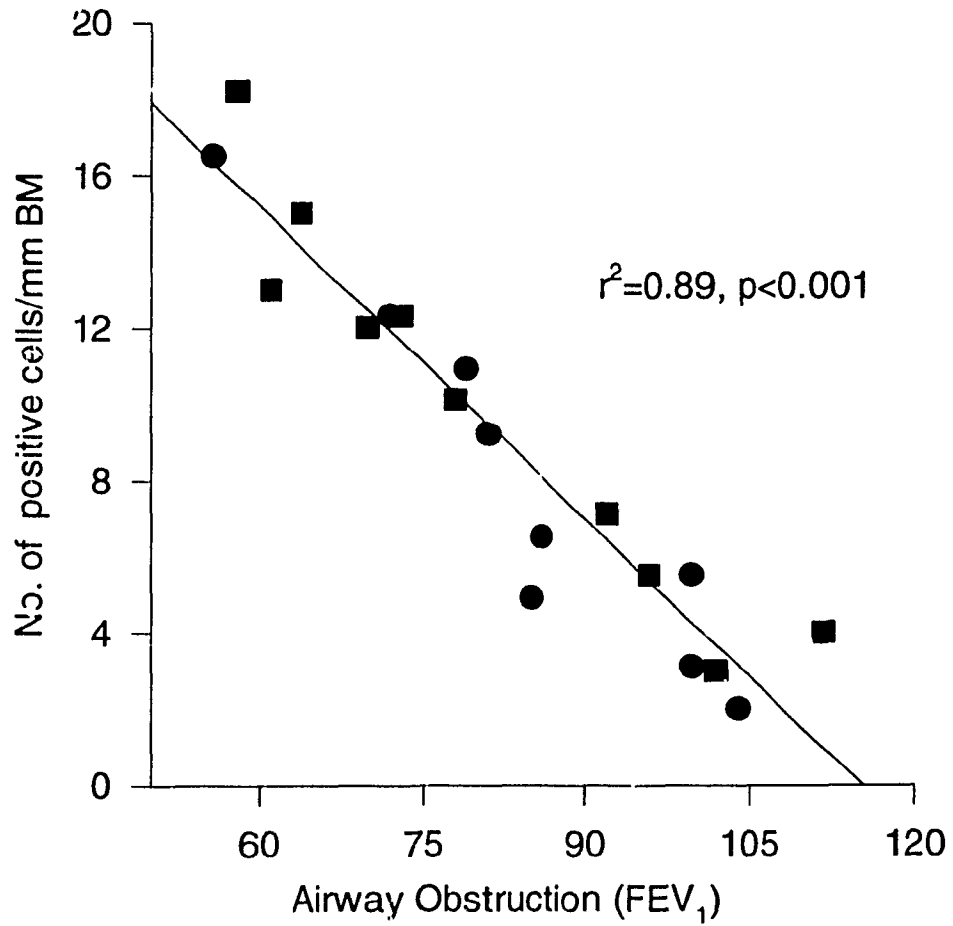 20
16
12
8
4
0
No. of positive cells/mm BM
r²=0.89, p<0.001
60 75 90 105 120
Airway Obstruction (FEV₁)